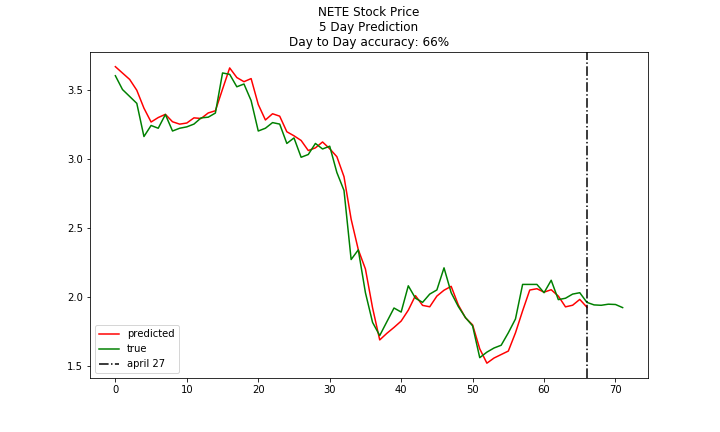 NETE Stock Price
5 Day Prediction
Day to Day accuracy: 66%
3.5
3.0
2.5
2.0
1.5
predicted
true
april 27
0 10 20 30 40 50 60 70